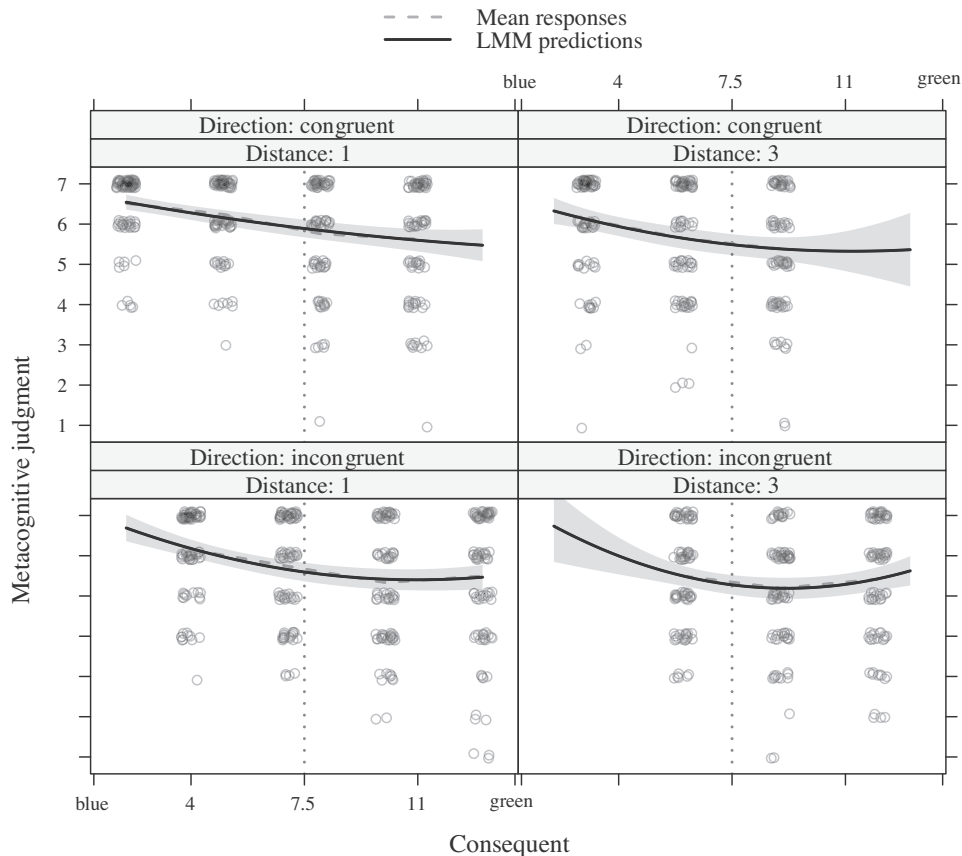 Mean responses
LMM predictions
blue 4 7.5 11 green
Direction: congruent Direction: congruent
Distance: 1 Distance: 3
7
6
5
4
3
2
1
Metacognitive judgment
Direction: incongruent Direction: incongruent
Distance: 1 Distance: 3
blue 4 7.5 11 green
Consequent